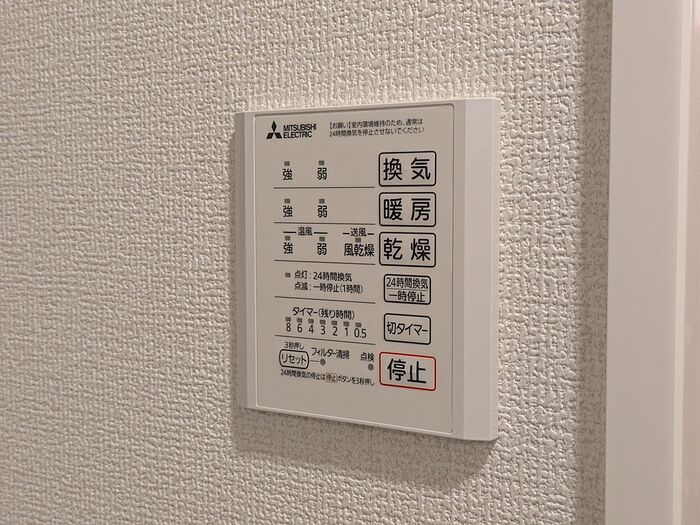 MITSUBISHI
ELECTRIC
【お願い】室内環境維持のため、通常は
24時間換気を停止させないでください
強 弱 換気
強 弱 暖房
温風 送風
強 弱 風乾燥 乾燥
点灯：24時間換気
点滅：一時停止(1時間)
24時間換気
一時停止
タイマー(残り時間)
8 6 4 3 2 1 0.5
切タイマー
3秒押し
リセット フィルター清掃 点検
停止
24時間換気の停止は停止ボタンを3秒押し